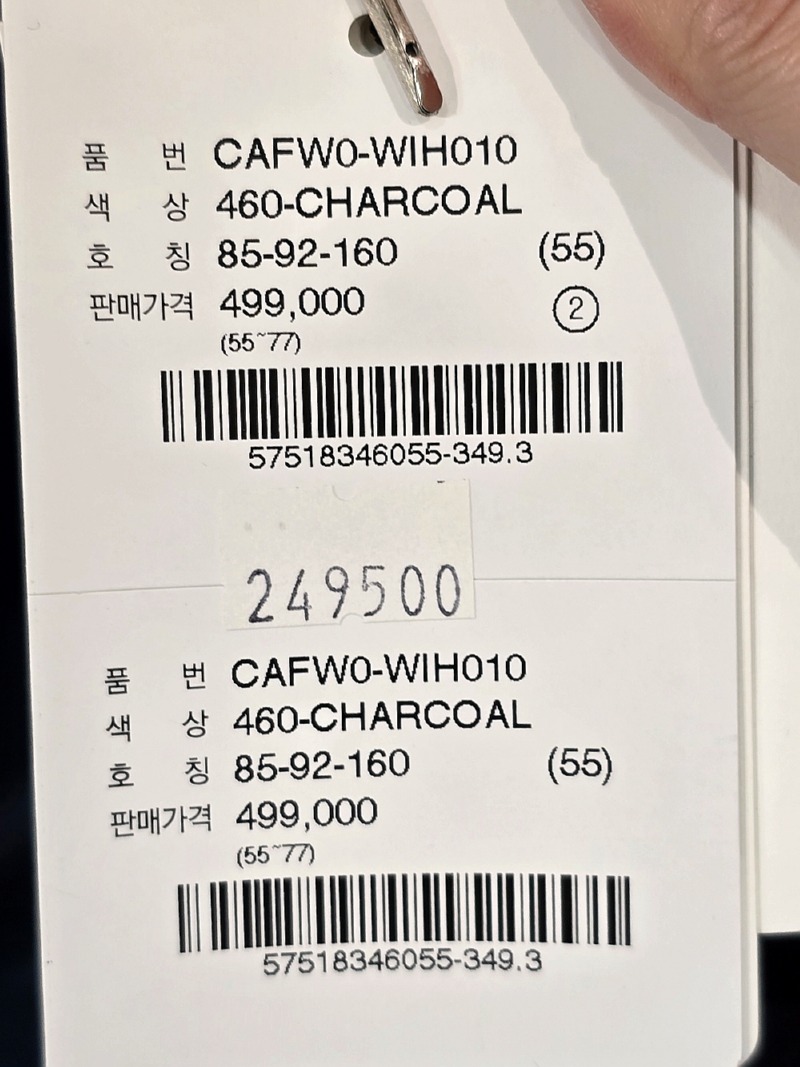 품 번 CAFW0-WIH010
색 상 460-CHARCOAL
호 칭 85-92-160 (55)
판매가격 499,000 ②
(55~77)
57518346055-349.3
249500
품 번 CAFW0-WIH010
색 상 460-CHARCOAL
호 칭 85-92-160 (55)
판매가격 499,000
(55~77)
57518346055-349.3